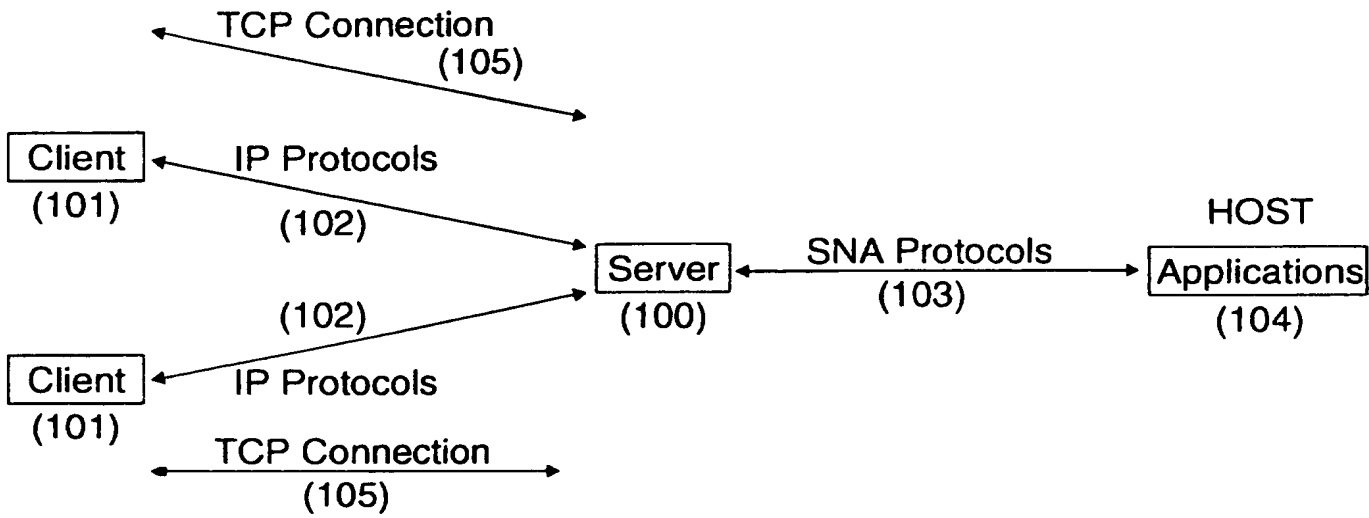 TCP Connection
(105)
Client
(101)
IP Protocols
(102)
HOST
Server
(100)
SNA Protocols
(103)
Applications
(104)
(102)
IP Protocols
Client
(101)
TCP Connection
(105)